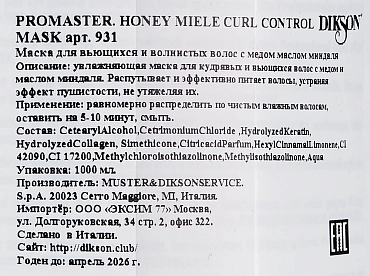 PROMASTER. HONEY MIELE CURL CONTROL DIKSON
MASK арт. 931
Маска для вьющихся и волнистых волос с медом маслом миндаля
Описание: увлажняющая маска для кудрявых и вьющихся волос с медом и
маслом миндаля. Распутывает и эффективно питает волосы, устраняя
эффект пушистости, не утяжеляя их.
Применение: равномерно распределить по чистым влажным волосам,
оставить на 5-10 минут, смыть.
Состав: CetearylAlcohol,CetrimoniumChloride ,HydrolyzedKeratin,
HydrolyzedCollagen, Simethicone,CitricacidParfum,HexylCinnamalLimonene,CI
42090,CI 17200,Methylchloroisothiazolinone,Methylisothiazolinone,Aqua
Упаковка: 1000 мл.
Производитель: MUSTER&DIKSONSERVICE.
S.p.A. 20023 Cerro Maggiore, MI, Италия.
Импортёр: ООО «ЭКСИМ 77» Москва,
ул. Долгоруковская, 34 стр. 2, офис 322.
Сделано в Италии.
Сайт: http://dikson.club/
Годен до: апрель 2026 г.
EAC